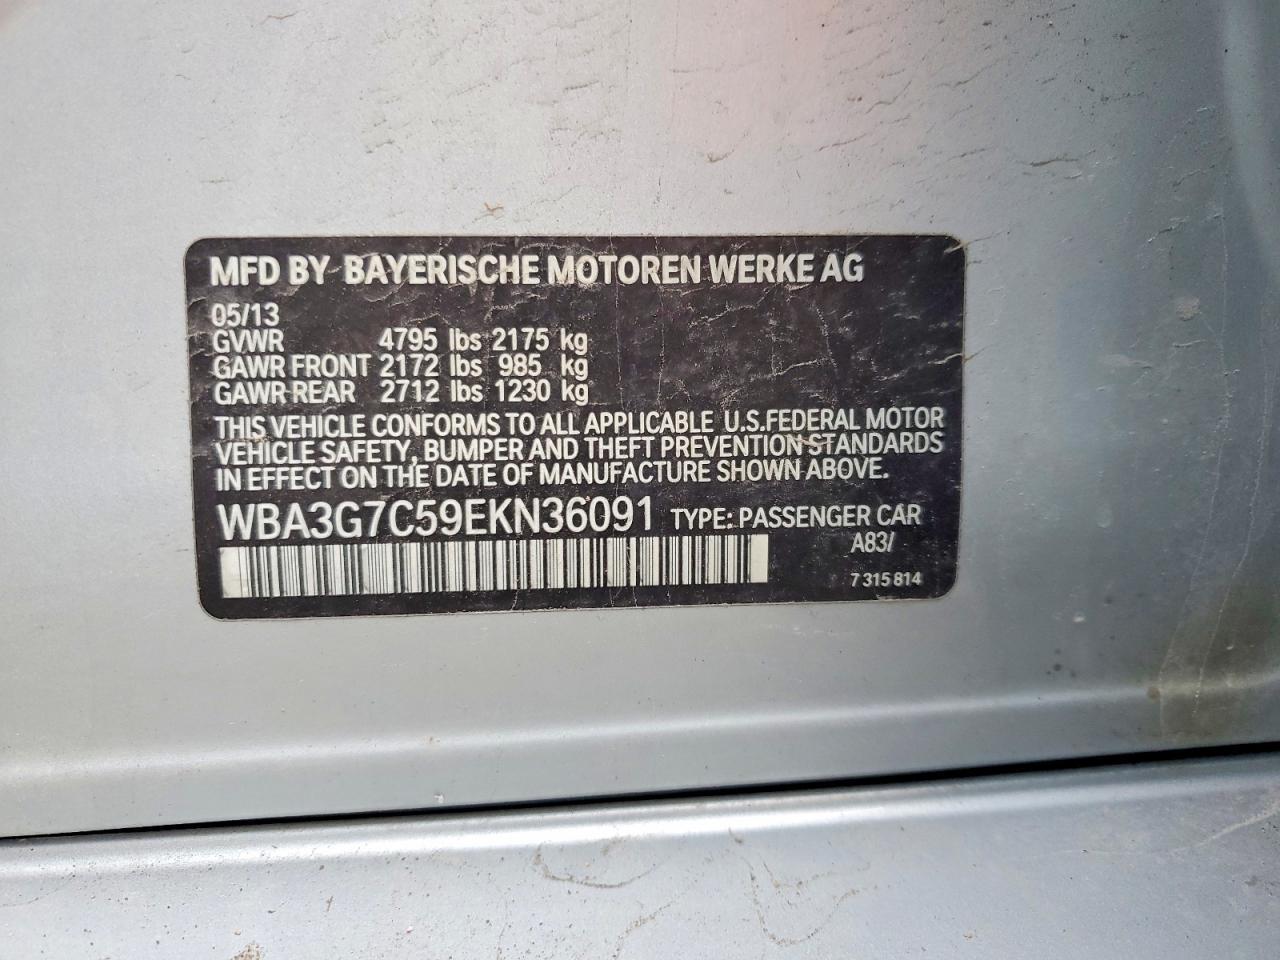 MFD BY BAYERISCHE MOTOREN WERKE AG
05/13
GVWR 4795 lbs 2175 kg
GAWR FRONT 2172 lbs 985 kg
GAWR REAR 2712 lbs 1230 kg
THIS VEHICLE CONFORMS TO ALL APPLICABLE U.S.FEDERAL MOTOR
VEHICLE SAFETY, BUMPER AND THEFT PREVENTION STANDARDS
IN EFFECT ON THE DATE OF MANUFACTURE SHOWN ABOVE.
WBA3G7C59EKN36091 TYPE: PASSENGER CAR
A83/
7 315 814